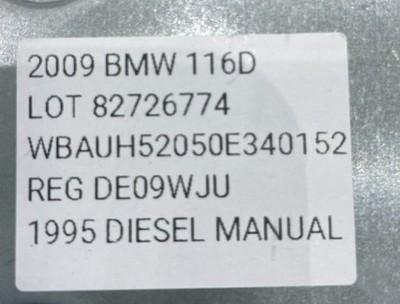 2009 BMW 116D
LOT 82726774
WBAUH52050E340152
REG DE09WJU
1995 DIESEL MANUAL